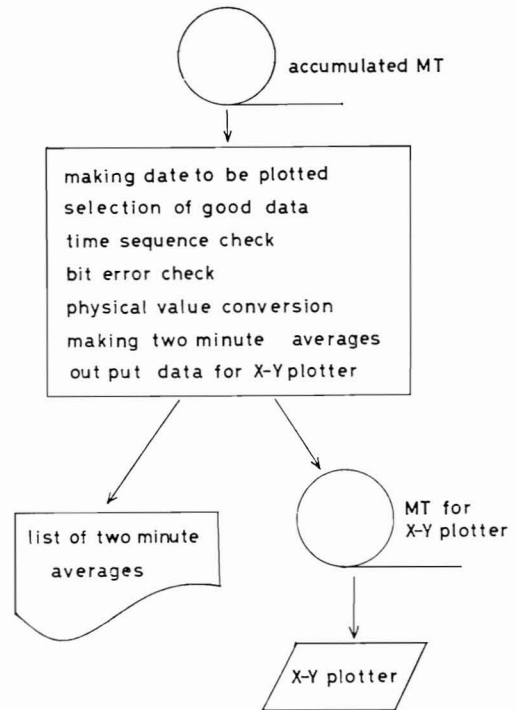 accumulated MT
making date to be plotted
selection of good data
time sequence check
bit error check
physical value conversion
making two minute averages
out put data for X-Y plotter
list of two minute
averages
MT for
X-Y plotter
X-Y plotter